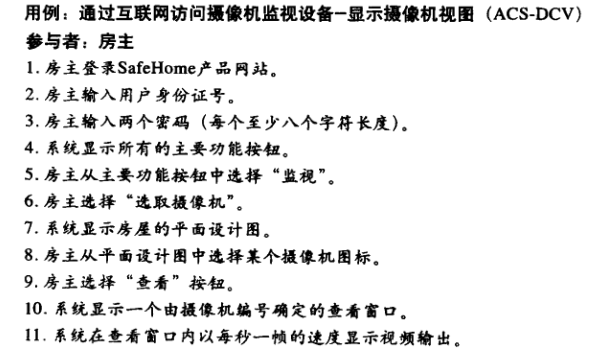 用例：通过互联网访问摄像机监视设备-显示摄像机视图（ACS-DCV）
参与者：房主
1. 房主登录SafeHome产品网站。
2. 房主输入用户身份证号。
3. 房主输入两个密码（每个至少八个字符长度）。
4. 系统显示所有的主要功能按钮。
5. 房主从主要功能按钮中选择“监视”。
6. 房主选择“选取摄像机”。
7. 系统显示房屋的平面设计图。
8. 房主从平面设计图中选择某个摄像机图标。
9. 房主选择“查看”按钮。
10. 系统显示一个由摄像机编号确定的查看窗口。
11. 系统在查看窗口内以每秒一帧的速度显示视频输出。